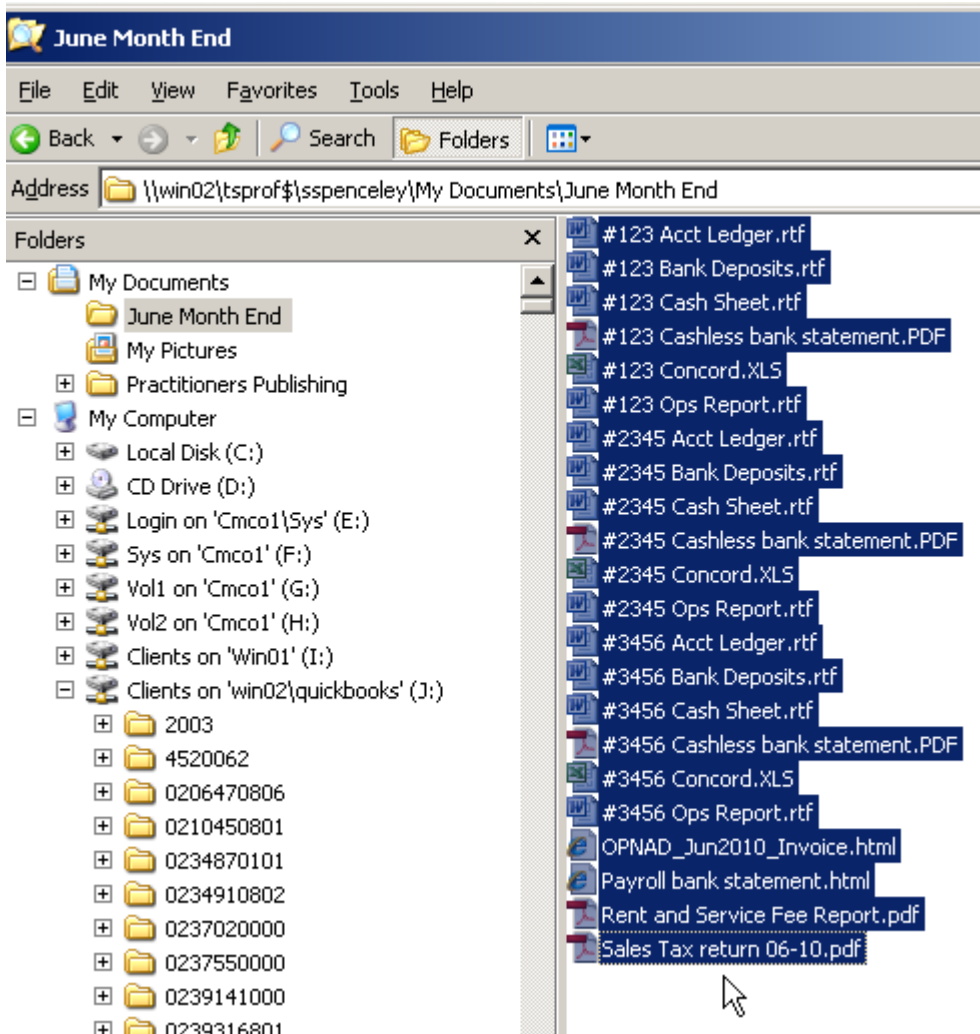 June Month End
File Edit View Favorites Tools Help
Back Search Folders
Address \\win02\tsprof$\sspenceley\My Documents\June Month End
Folders
My Documents
June Month End
My Pictures
Practitioners Publishing
My Computer
Local Disk (C:)
CD Drive (D:)
Login on 'Cmco1\Sys' (E:)
Sys on 'Cmco1' (F:)
Vol1 on 'Cmco1' (G:)
Vol2 on 'Cmco1' (H:)
Clients on 'Win01' (I:)
Clients on 'win02\quickbooks' (J:)
2003
4520062
0206470806
0210450801
0234870101
0234910802
0237020000
0237550000
0239141000
0239316801
#123 Acct Ledger.rtf
#123 Bank Deposits.rtf
#123 Cash Sheet.rtf
#123 Cashless bank statement.PDF
#123 Concord.XLS
#123 Ops Report.rtf
#2345 Acct Ledger.rtf
#2345 Bank Deposits.rtf
#2345 Cash Sheet.rtf
#2345 Cashless bank statement.PDF
#2345 Concord.XLS
#2345 Ops Report.rtf
#3456 Acct Ledger.rtf
#3456 Bank Deposits.rtf
#3456 Cash Sheet.rtf
#3456 Cashless bank statement.PDF
#3456 Concord.XLS
#3456 Ops Report.rtf
OPNAD_Jun2010_Invoice.html
Payroll bank statement.html
Rent and Service Fee Report.pdf
Sales Tax return 06-10.pdf